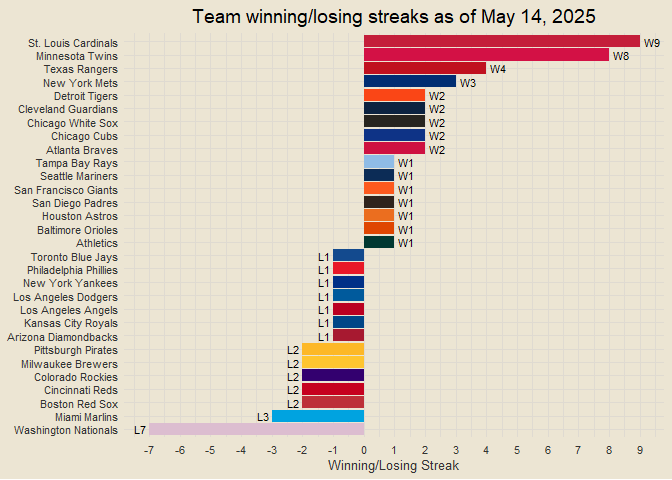 Team winning/losing streaks as of May 14, 2025
St. Louis Cardinals W9
Minnesota Twins W8
Texas Rangers W4
New York Mets W3
Detroit Tigers W2
Cleveland Guardians W2
Chicago White Sox W2
Chicago Cubs W2
Atlanta Braves W2
Tampa Bay Rays W1
Seattle Mariners W1
San Francisco Giants W1
San Diego Padres W1
Houston Astros W1
Baltimore Orioles W1
Athletics W1
Toronto Blue Jays L1
Philadelphia Phillies L1
New York Yankees L1
Los Angeles Dodgers L1
Los Angeles Angels L1
Kansas City Royals L1
Arizona Diamondbacks L1
Pittsburgh Pirates L2
Milwaukee Brewers L2
Colorado Rockies L2
Cincinnati Reds L2
Boston Red Sox L2
Miami Marlins L3
Washington Nationals L7
-7 -6 -5 -4 -3 -2 -1 0 1 2 3 4 5 6 7 8 9
Winning/Losing Streak